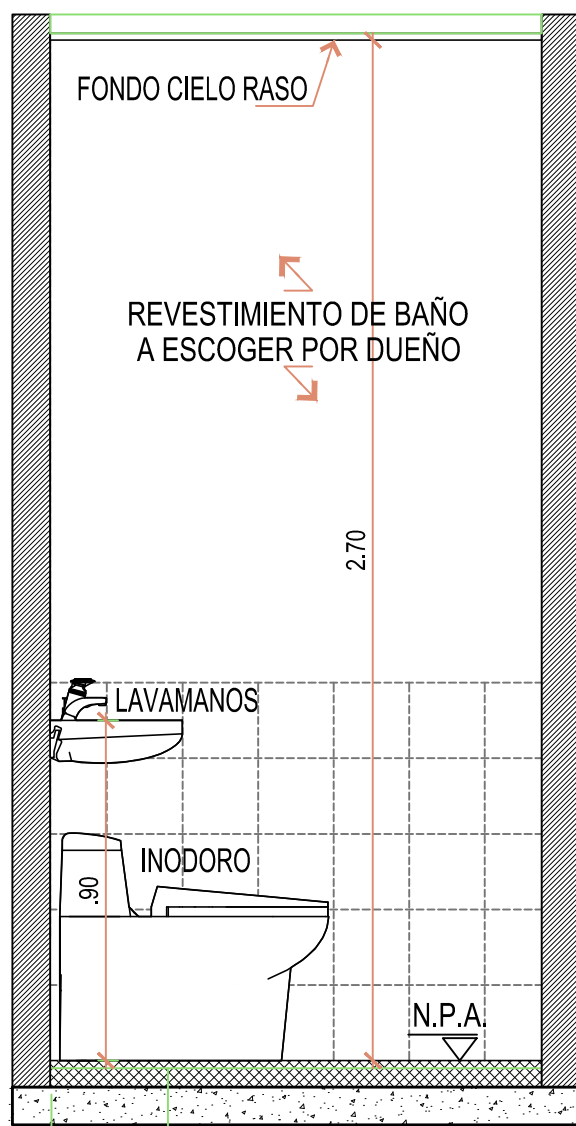 FONDO CIELO RASO
REVESTIMIENTO DE BAÑO
A ESCOGER POR DUEÑO
2.70
LAVAMANOS
INODORO
.90
N.P.A.